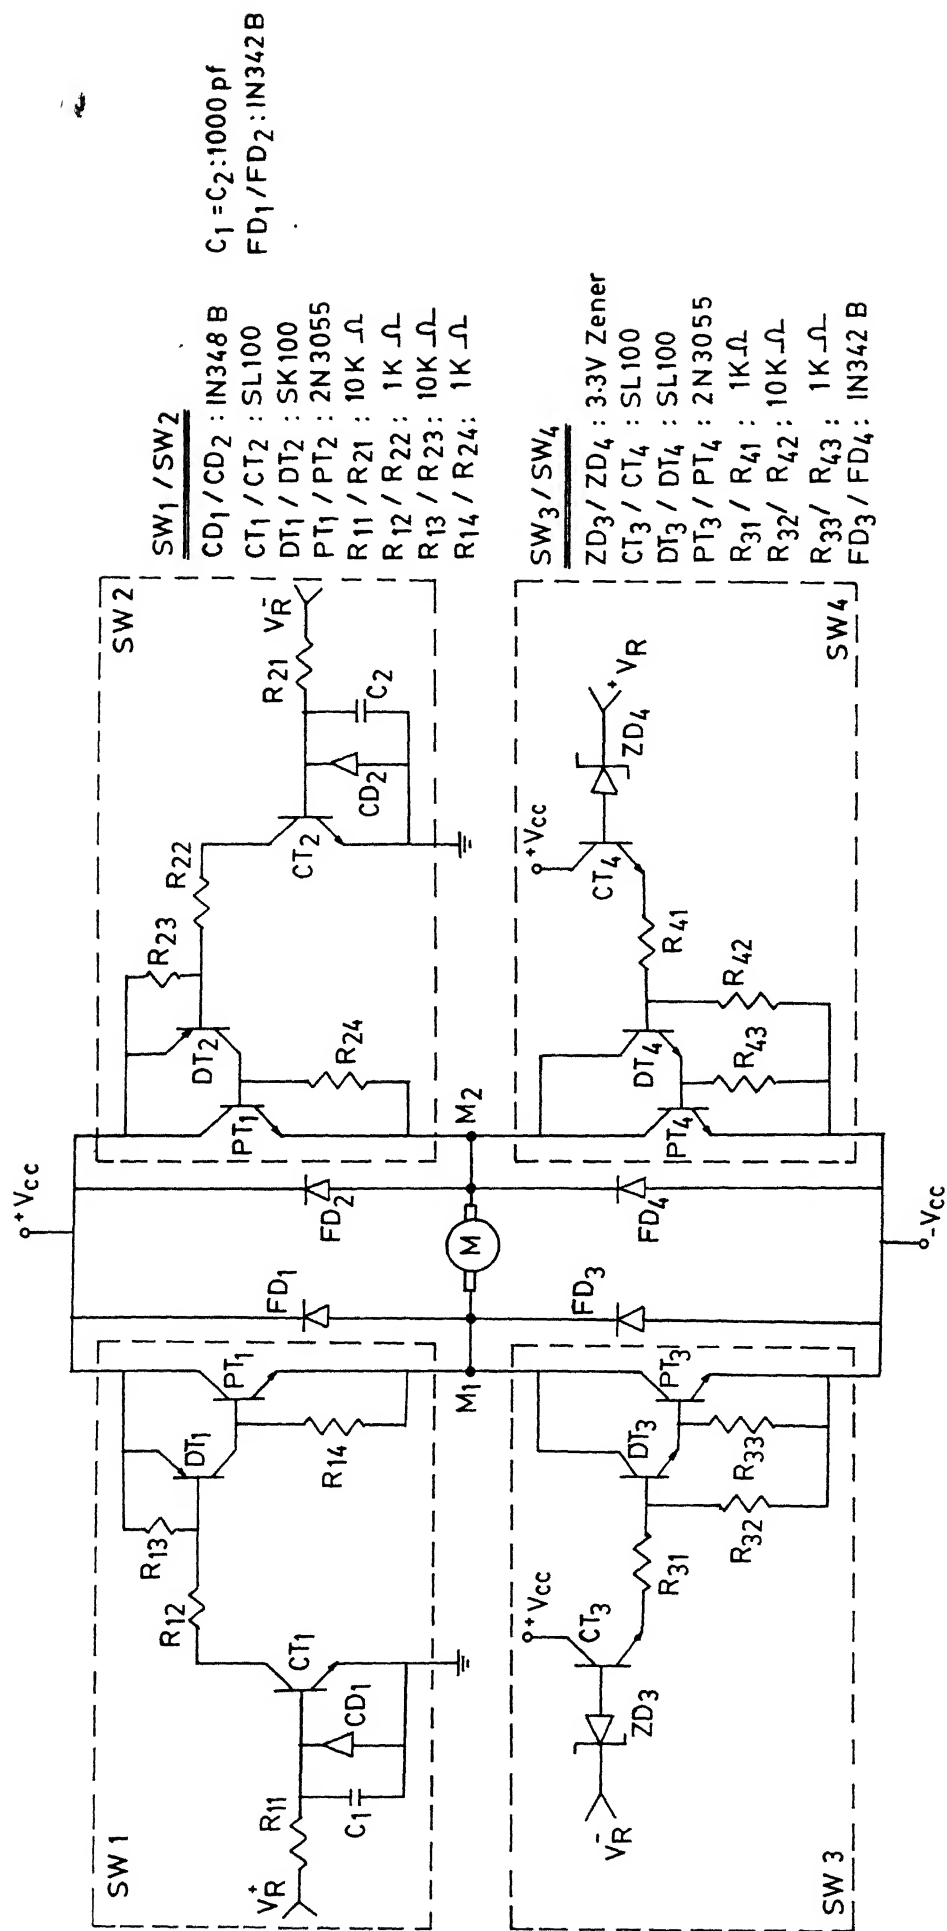 +Vcc
SW1
R13
R12
DT1
PT1
R14
CT1
CD1
C1
R11
V+R
FD1
FD2
M1
M
M2
SW2
R23
R22
DT2
PT1
R24
CT2
CD2
C2
R21
V-R
SW3
+Vcc
CT3
ZD3
V-R
R31
DT3
PT3
R32
R33
FD3
FD4
SW4
+Vcc
CT4
ZD4
+VR
R41
DT4
PT4
R43
R42
-Vcc
SW1 / SW2
CD1 / CD2 : IN348 B
CT1 / CT2 : SL100
DT1 / DT2 : SK100
PT1 / PT2 : 2N3055
R11 / R21 : 10K Ω
R12 / R22 : 1K Ω
R13 / R23 : 10K Ω
R14 / R24 : 1K Ω
C1 = C2 : 1000 pf
FD1 / FD2 : IN342 B
SW3 / SW4
ZD3 / ZD4 : 3.3V Zener
CT3 / CT4 : SL100
DT3 / DT4 : SL100
PT3 / PT4 : 2N3055
R31 / R41 : 1K Ω
R32 / R42 : 10K Ω
R33 / R43 : 1K Ω
FD3 / FD4 : IN342 B